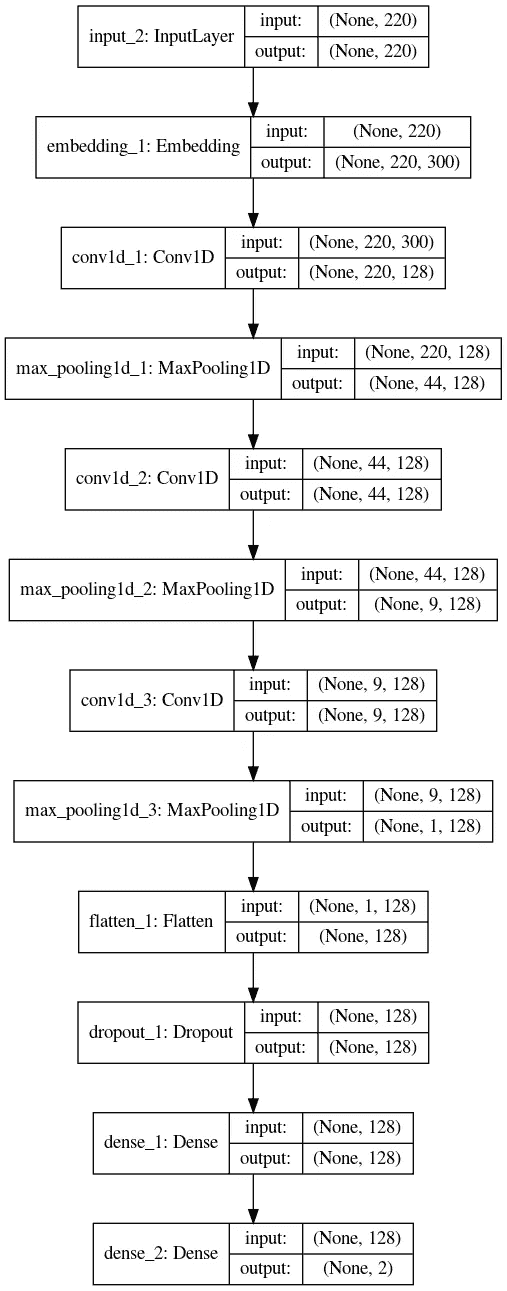 input_2: InputLayer
input: (None, 220)
output: (None, 220)
embedding_1: Embedding
input: (None, 220)
output: (None, 220, 300)
conv1d_1: Conv1D
input: (None, 220, 300)
output: (None, 220, 128)
max_pooling1d_1: MaxPooling1D
input: (None, 220, 128)
output: (None, 44, 128)
conv1d_2: Conv1D
input: (None, 44, 128)
output: (None, 44, 128)
max_pooling1d_2: MaxPooling1D
input: (None, 44, 128)
output: (None, 9, 128)
conv1d_3: Conv1D
input: (None, 9, 128)
output: (None, 9, 128)
max_pooling1d_3: MaxPooling1D
input: (None, 9, 128)
output: (None, 1, 128)
flatten_1: Flatten
input: (None, 1, 128)
output: (None, 128)
dropout_1: Dropout
input: (None, 128)
output: (None, 128)
dense_1: Dense
input: (None, 128)
output: (None, 128)
dense_2: Dense
input: (None, 128)
output: (None, 2)